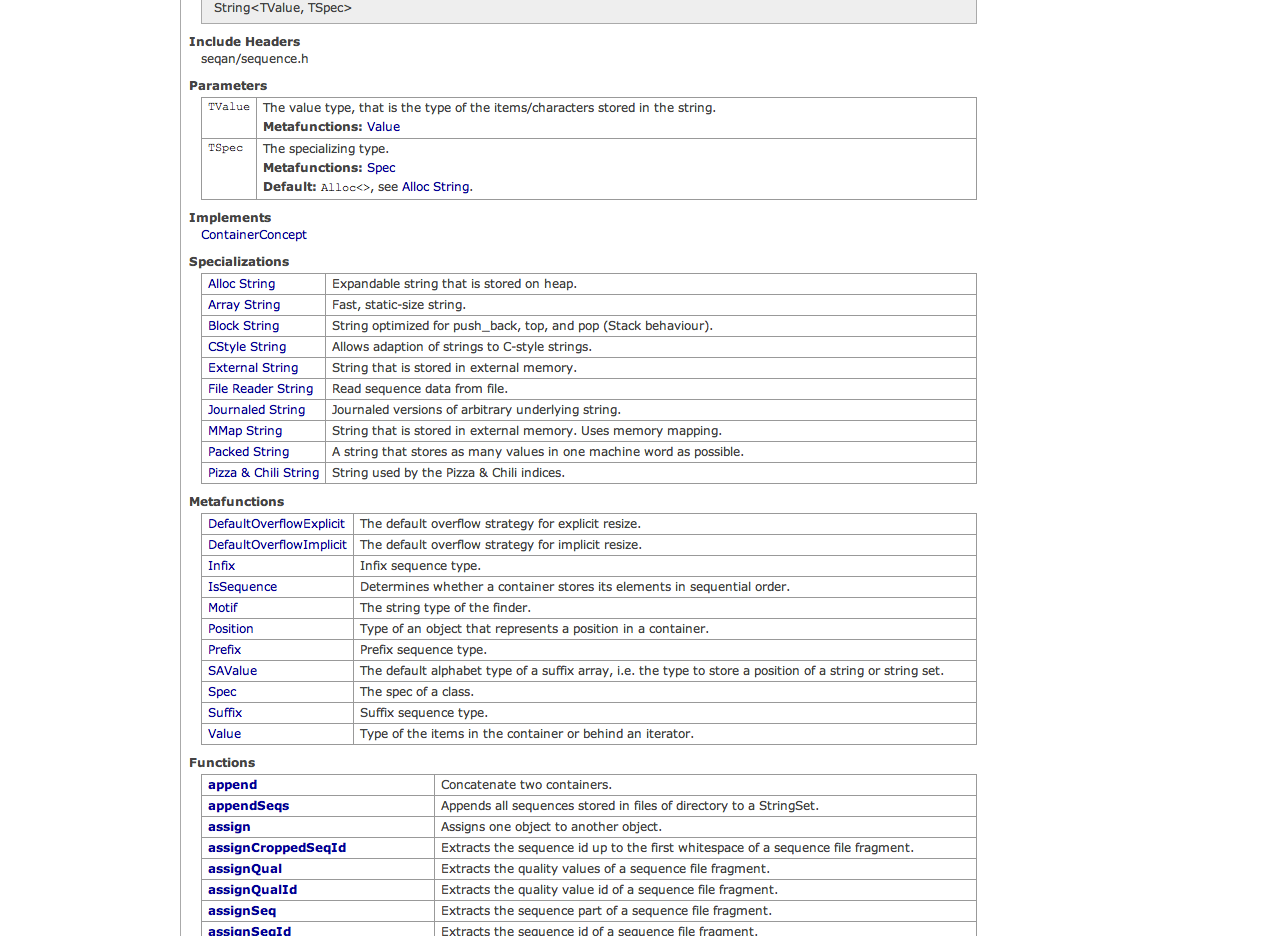 String<TValue, TSpec>
Include Headers
seqan/sequence.h
Parameters
TValue The value type, that is the type of the items/characters stored in the string.
Metafunctions: Value
TSpec The specializing type.
Metafunctions: Spec
Default: Alloc<>, see Alloc String.
Implements
ContainerConcept
Specializations
Alloc String Expandable string that is stored on heap.
Array String Fast, static-size string.
Block String String optimized for push_back, top, and pop (Stack behaviour).
CStyle String Allows adaption of strings to C-style strings.
External String String that is stored in external memory.
File Reader String Read sequence data from file.
Journaled String Journaled versions of arbitrary underlying string.
MMap String String that is stored in external memory. Uses memory mapping.
Packed String A string that stores as many values in one machine word as possible.
Pizza & Chili String String used by the Pizza & Chili indices.
Metafunctions
DefaultOverflowExplicit The default overflow strategy for explicit resize.
DefaultOverflowImplicit The default overflow strategy for implicit resize.
Infix Infix sequence type.
IsSequence Determines whether a container stores its elements in sequential order.
Motif The string type of the finder.
Position Type of an object that represents a position in a container.
Prefix Prefix sequence type.
SAValue The default alphabet type of a suffix array, i.e. the type to store a position of a string or string set.
Spec The spec of a class.
Suffix Suffix sequence type.
Value Type of the items in the container or behind an iterator.
Functions
append Concatenate two containers.
appendSeqs Appends all sequences stored in files of directory to a StringSet.
assign Assigns one object to another object.
assignCroppedSeqId Extracts the sequence id up to the first whitespace of a sequence file fragment.
assignQual Extracts the quality values of a sequence file fragment.
assignQualId Extracts the quality value id of a sequence file fragment.
assignSeq Extracts the sequence part of a sequence file fragment.
assignSeqId Extracts the sequence id of a sequence file fragment.